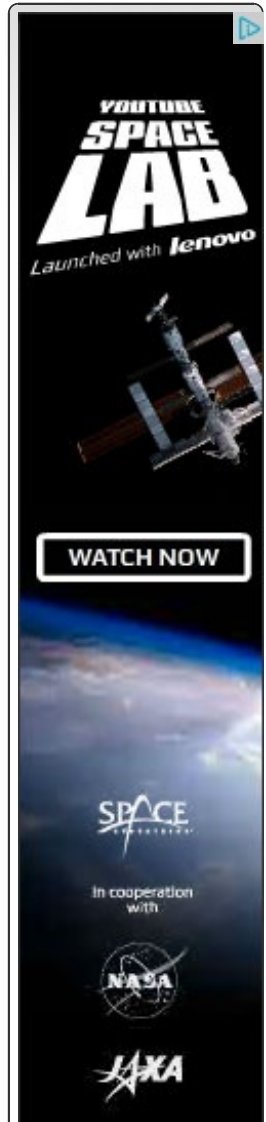 YOUTUBE
SPACE
LAB
Launched with lenovo
WATCH NOW
SPACE
In cooperation
with
NASA
JAXA